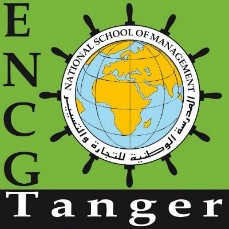 ENCG
NATIONAL SCHOOL OF MANAGEMENT
المدرسة الوطنية للتجارة والتسيير
Tanger